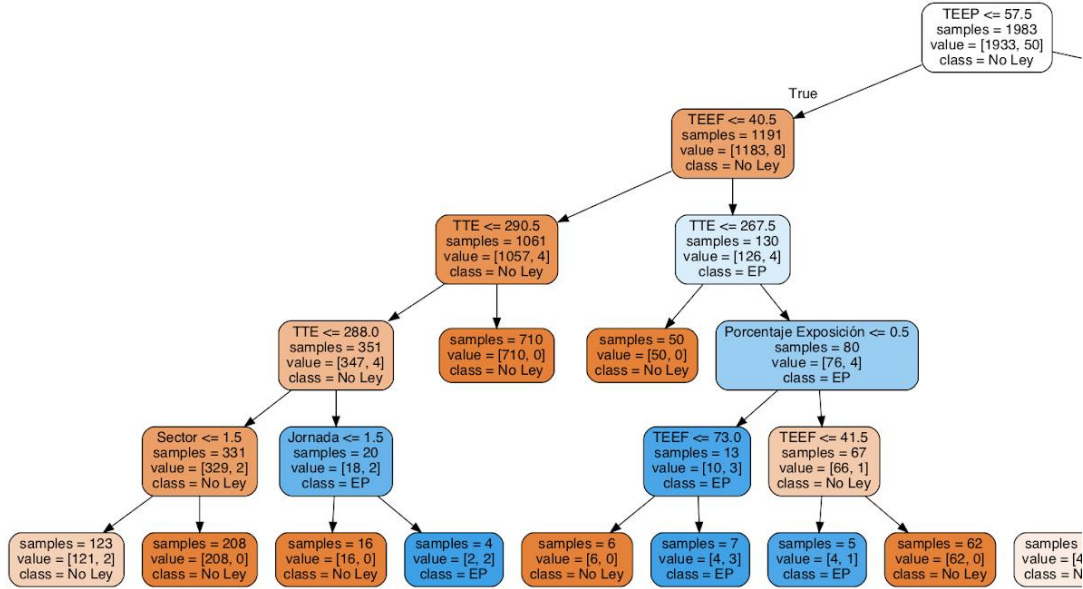 TEEP <= 57.5
samples = 1983
value = [1933, 50]
class = No Ley
True
TEEF <= 40.5
samples = 1191
value = [1183, 8]
class = No Ley
TTE <= 290.5
samples = 1061
value = [1057, 4]
class = No Ley
TTE <= 267.5
samples = 130
value = [126, 4]
class = EP
TTE <= 288.0
samples = 351
value = [347, 4]
class = No Ley
samples = 710
value = [710, 0]
class = No Ley
samples = 50
value = [50, 0]
class = No Ley
Porcentaje Exposición <= 0.5
samples = 80
value = [76, 4]
class = EP
Sector <= 1.5
samples = 331
value = [329, 2]
class = No Ley
Jornada <= 1.5
samples = 20
value = [18, 2]
class = EP
TEEF <= 73.0
samples = 13
value = [10, 3]
class = EP
TEEF <= 41.5
samples = 67
value = [66, 1]
class = No Ley
samples = 123
value = [121, 2]
class = No Ley
samples = 208
value = [208, 0]
class = No Ley
samples = 16
value = [16, 0]
class = No Ley
samples = 4
value = [2, 2]
class = EP
samples = 6
value = [6, 0]
class = No Ley
samples = 7
value = [4, 3]
class = EP
samples = 5
value = [4, 1]
class = EP
samples = 62
value = [62, 0]
class = No Ley
samples
value = [4
class = N